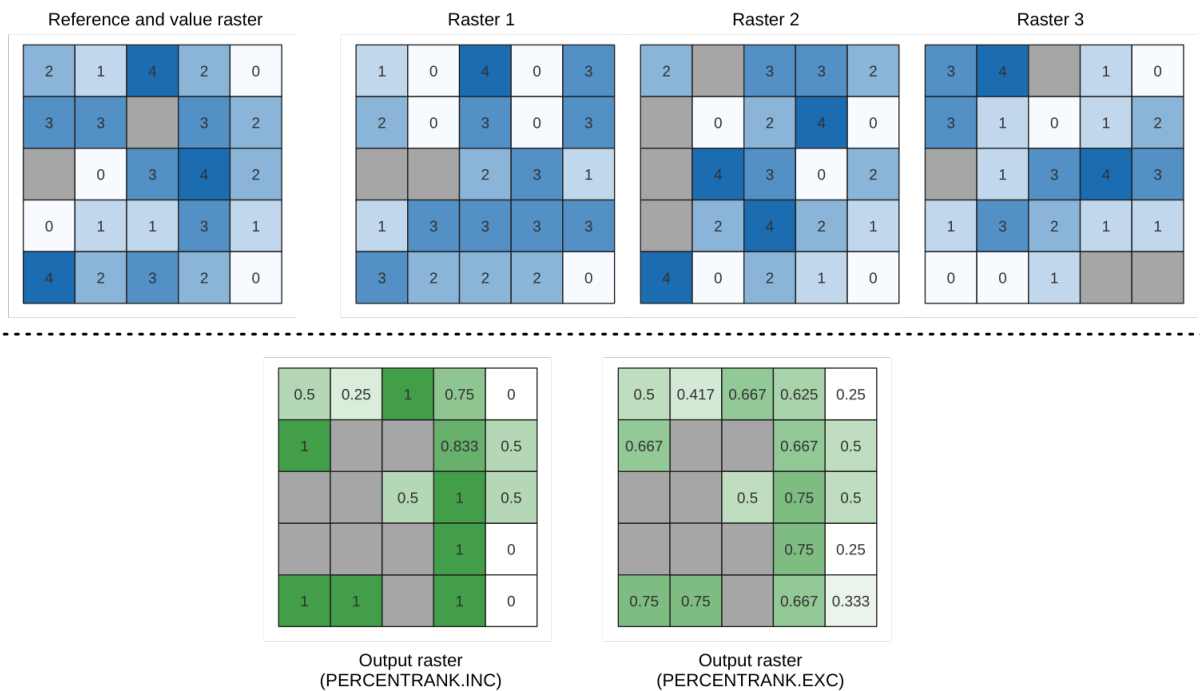 Reference and value raster Raster 1 Raster 2 Raster 3
2 1 4 2 0 1 0 4 0 3 2 3 3 2 3 4 1 0
3 3 3 2 2 0 3 0 3 0 2 4 0 3 1 0 1 2
0 3 4 2 2 3 1 4 3 0 2 1 3 4 3
0 1 1 3 1 1 3 3 3 3 2 4 2 1 1 3 2 1 1
4 2 3 2 0 3 2 2 2 0 4 0 2 1 0 0 0 1
0.5 0.25 1 0.75 0 0.5 0.417 0.667 0.625 0.25
1 0.833 0.5 0.667 0.667 0.5
0.5 1 0.5 0.5 0.75 0.5
1 0 0.75 0.25
1 1 1 0 0.75 0.75 0.667 0.333
Output raster Output raster
(PERCENTRANK.INC) (PERCENTRANK.EXC)